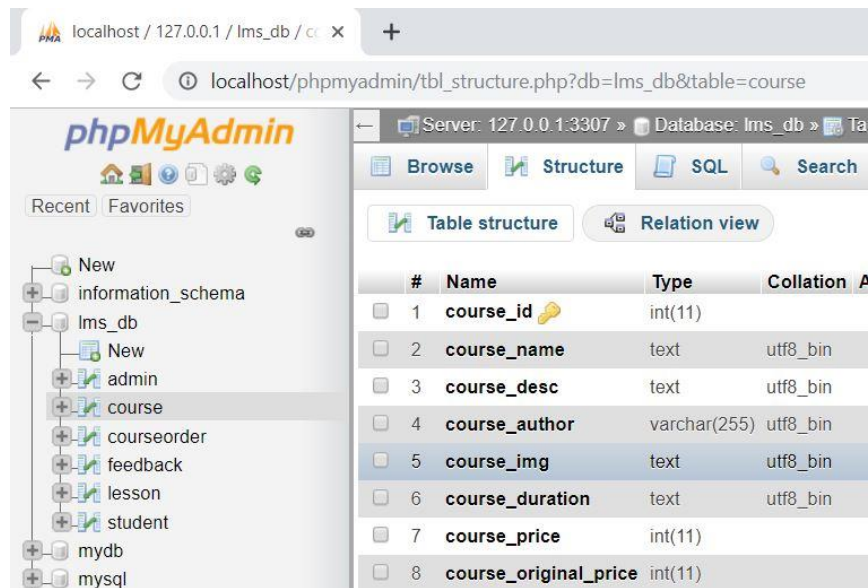 localhost / 127.0.0.1 / lms_db / co
localhost/phpmyadmin/tbl_structure.php?db=lms_db&table=course
phpMyAdmin
Recent Favorites
New
information_schema
lms_db
New
admin
course
courseorder
feedback
lesson
student
mydb
mysql
Server: 127.0.0.1:3307 » Database: lms_db » Ta
Browse Structure SQL Search
Table structure Relation view
# Name Type Collation A
1 course_id int(11)
2 course_name text utf8_bin
3 course_desc text utf8_bin
4 course_author varchar(255) utf8_bin
5 course_img text utf8_bin
6 course_duration text utf8_bin
7 course_price int(11)
8 course_original_price int(11)